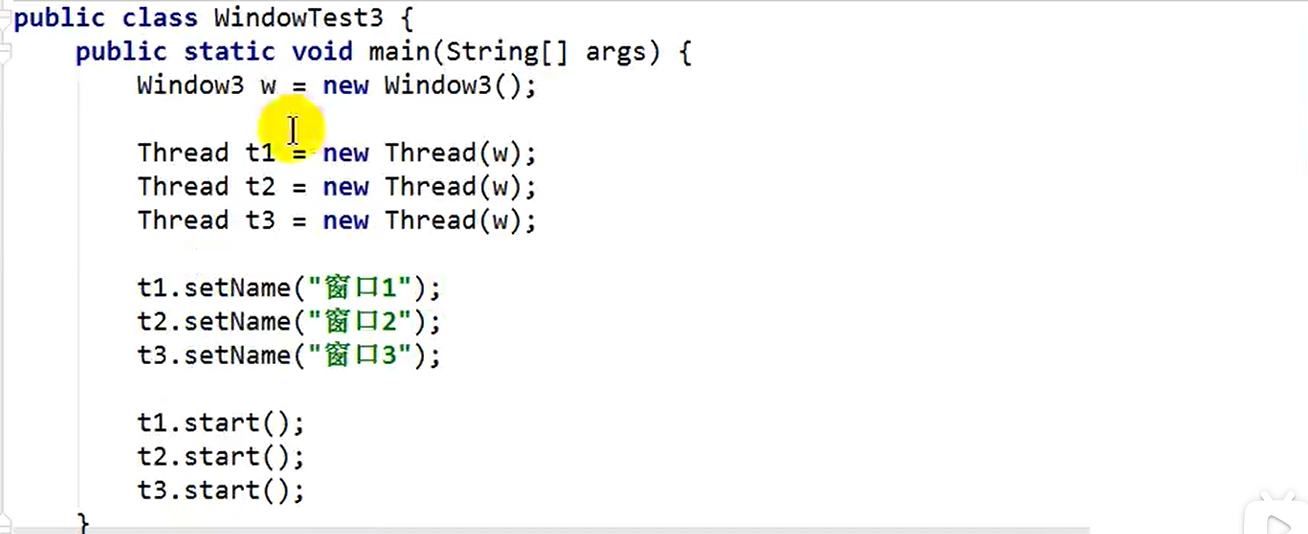 public class WindowTest3 {
    public static void main(String[] args) {
        Window3 w = new Window3();
        Thread t1 = new Thread(w);
        Thread t2 = new Thread(w);
        Thread t3 = new Thread(w);
        t1.setName("窗口1");
        t2.setName("窗口2");
        t3.setName("窗口3");
        t1.start();
        t2.start();
        t3.start();
    }